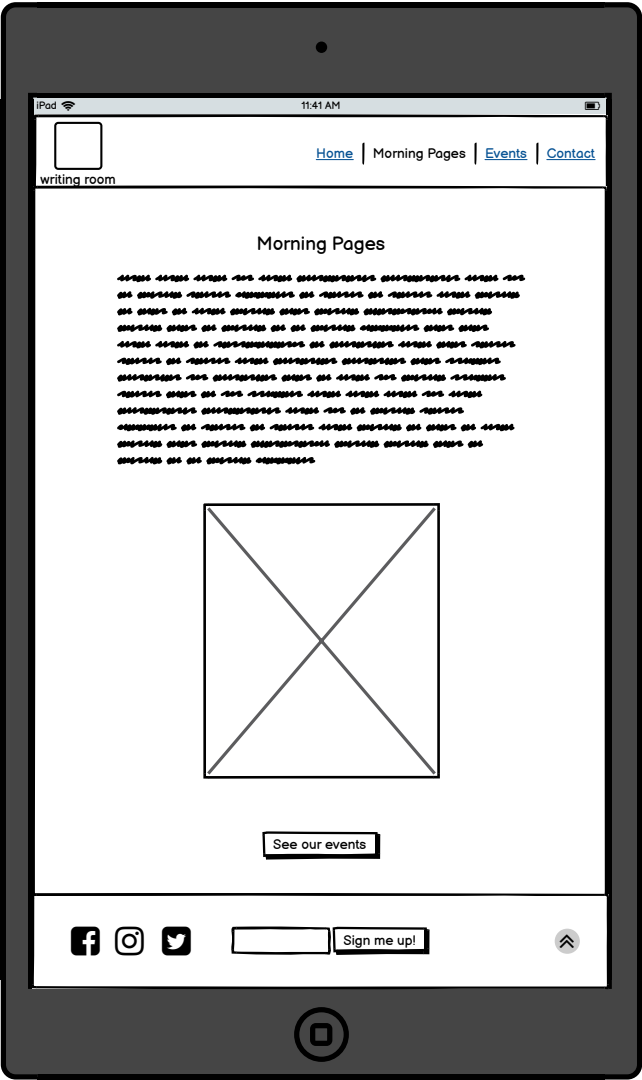 iPad 11:41 AM
Home Morning Pages Events Contact
writing room
Morning Pages
See our events
Sign me up!